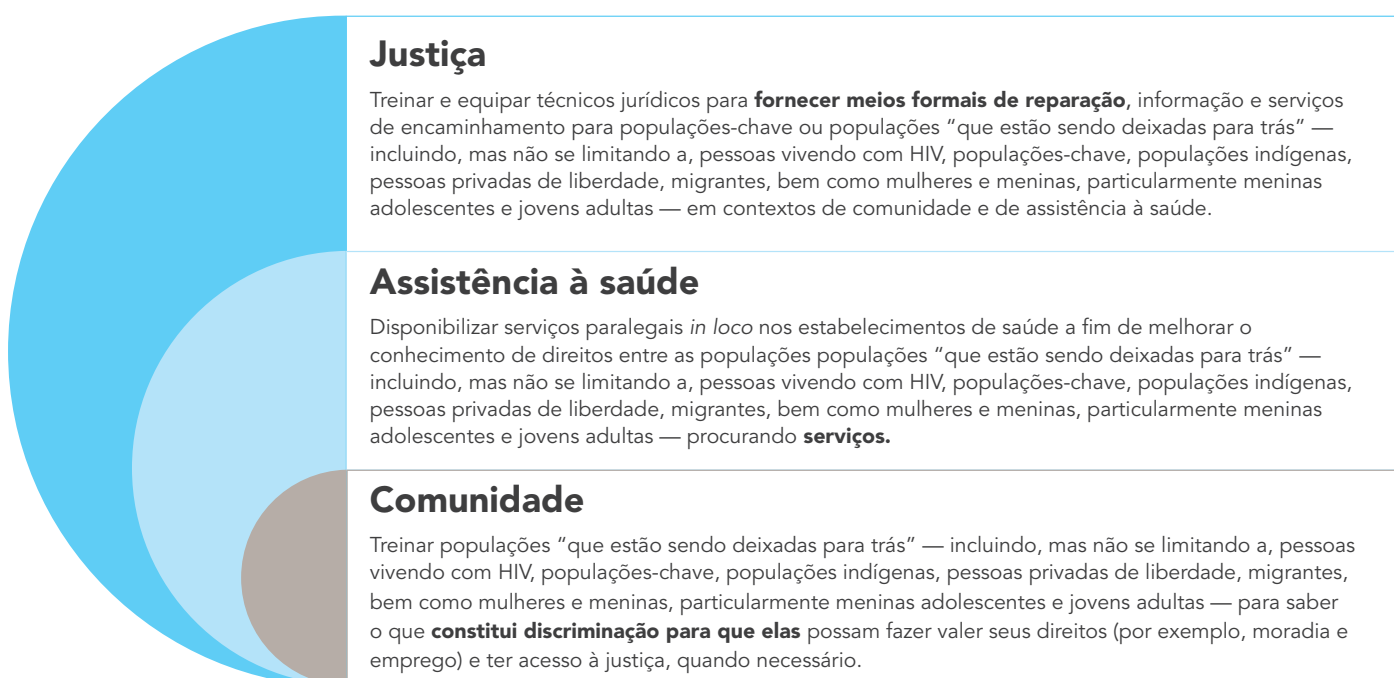 Justiça
Treinar e equipar técnicos jurídicos para fornecer meios formais de reparação, informação e serviços
de encaminhamento para populações-chave ou populações “que estão sendo deixadas para trás” —
incluindo, mas não se limitando a, pessoas vivendo com HIV, populações-chave, populações indígenas,
pessoas privadas de liberdade, migrantes, bem como mulheres e meninas, particularmente meninas
adolescentes e jovens adultas — em contextos de comunidade e de assistência à saúde.
Assistência à saúde
Disponibilizar serviços paralegais in loco nos estabelecimentos de saúde a fim de melhorar o
conhecimento de direitos entre as populações populações “que estão sendo deixadas para trás” —
incluindo, mas não se limitando a, pessoas vivendo com HIV, populações-chave, populações indígenas,
pessoas privadas de liberdade, migrantes, bem como mulheres e meninas, particularmente meninas
adolescentes e jovens adultas — procurando serviços.
Comunidade
Treinar populações “que estão sendo deixadas para trás” — incluindo, mas não se limitando a, pessoas
vivendo com HIV, populações-chave, populações indígenas, pessoas privadas de liberdade, migrantes,
bem como mulheres e meninas, particularmente meninas adolescentes e jovens adultas — para saber
o que constitui discriminação para que elas possam fazer valer seus direitos (por exemplo, moradia e
emprego) e ter acesso à justiça, quando necessário.